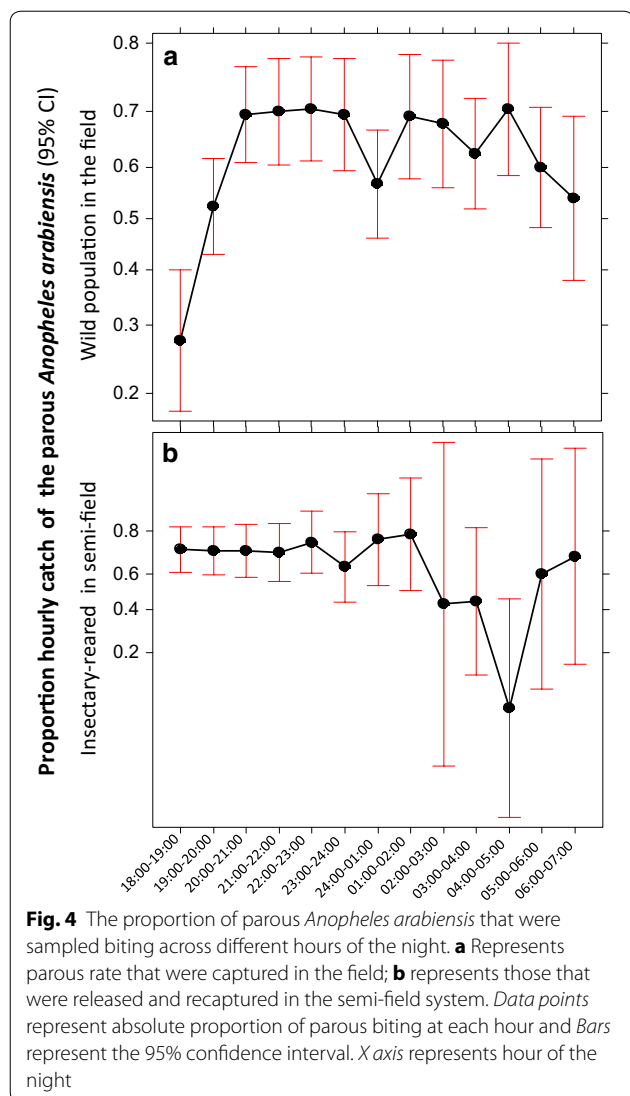 Proportion hourly catch of the parous Anopheles arabiensis (95% CI)
Wild population in the field
a
0.8
0.7
0.6
0.5
0.4
0.3
0.2
Insectary-reared in semi-field
b
0.8
0.6
0.4
0.2
18:00-19:00
19:00-20:00
20:00-21:00
21:00-22:00
22:00-23:00
23:00-24:00
24:00-01:00
01:00-02:00
02:00-03:00
03:00-04:00
04:00-05:00
05:00-06:00
06:00-07:00
Fig. 4 The proportion of parous Anopheles arabiensis that were
sampled biting across different hours of the night. a Represents
parous rate that were captured in the field; b represents those that
were released and recaptured in the semi-field system. Data points
represent absolute proportion of parous biting at each hour and Bars
represent the 95% confidence interval. X axis represents hour of the
night